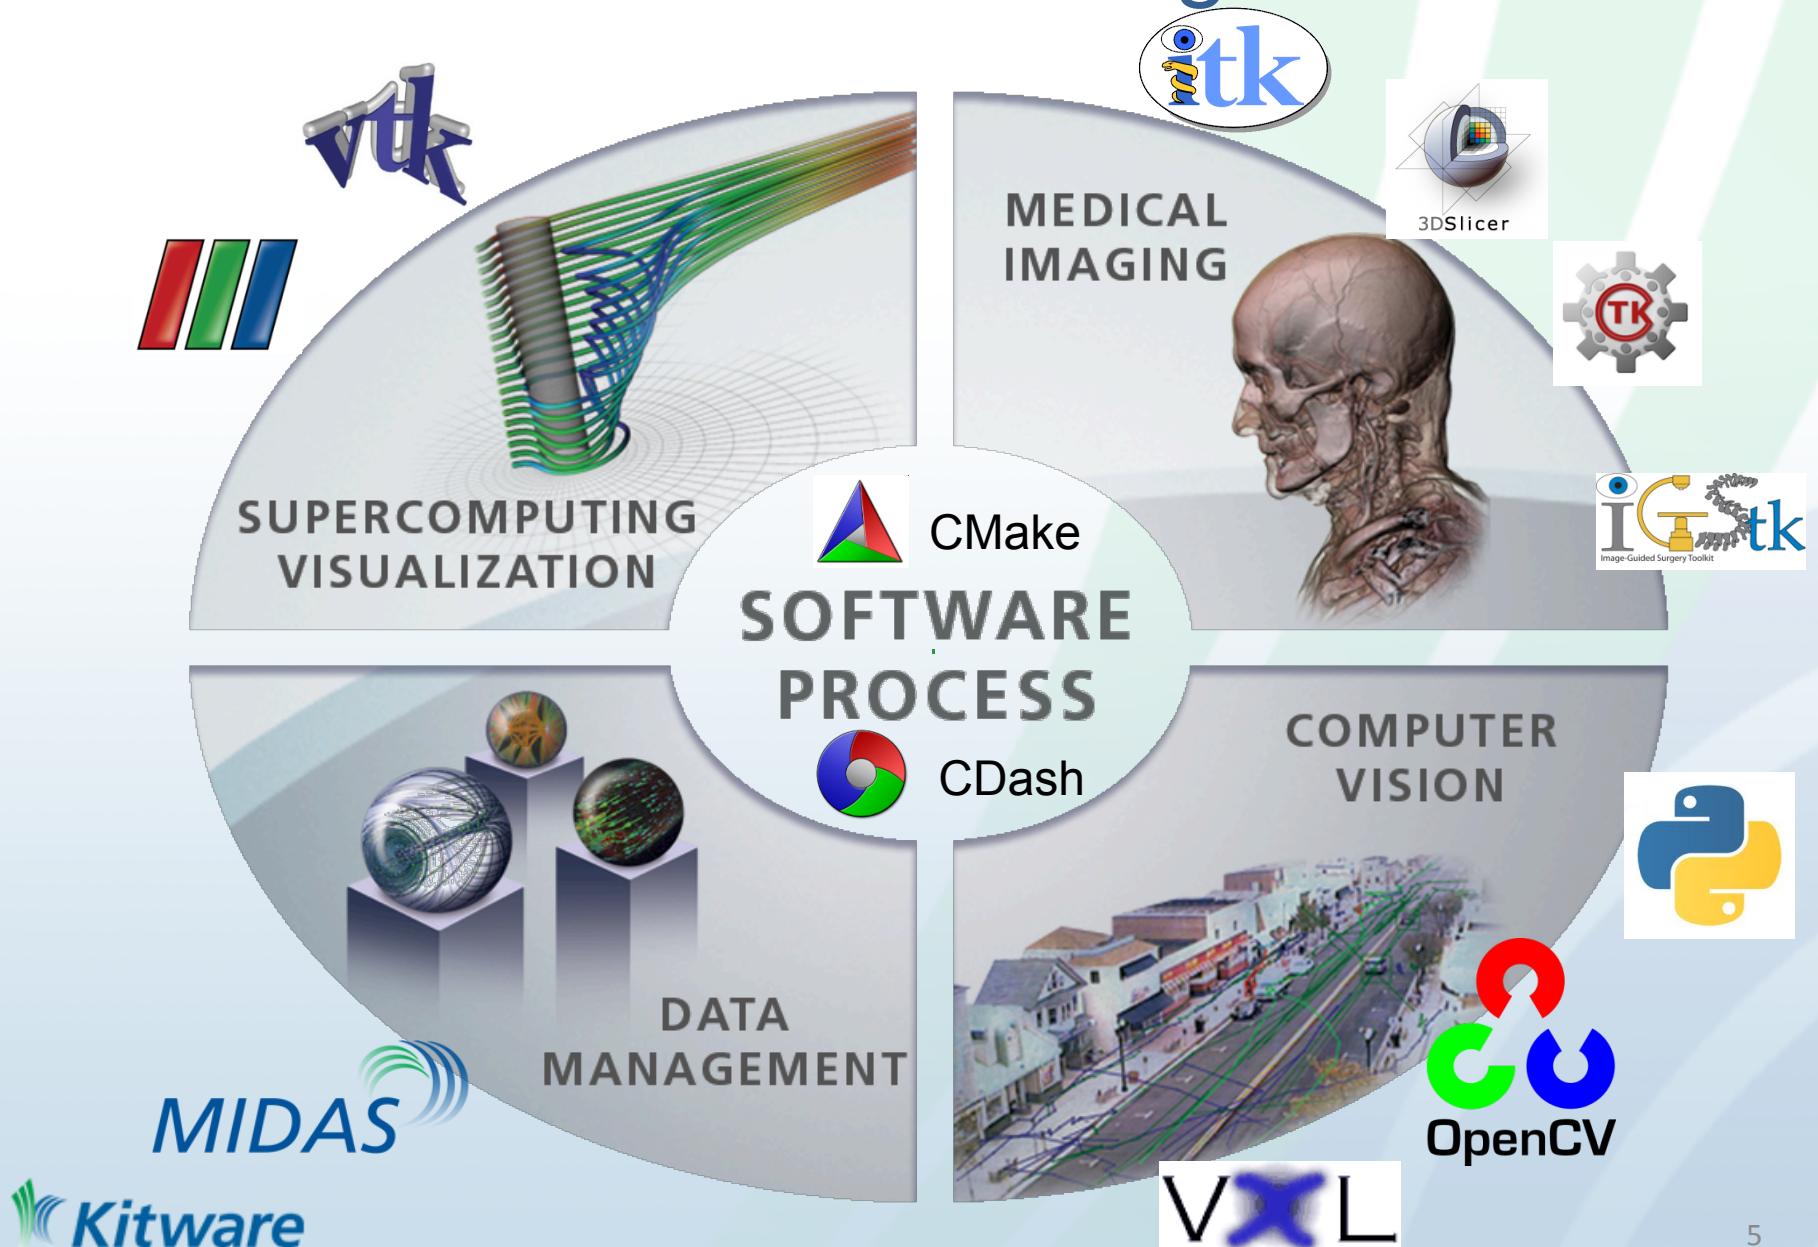 itk
vtk
3DSlicer
MEDICAL
IMAGING
CTK
SUPERCOMPUTING
VISUALIZATION
CMake
iGStk
Image-Guided Surgery Toolkit
SOFTWARE
PROCESS
CDash
COMPUTER
VISION
DATA
MANAGEMENT
MIDAS
OpenCV
VXL
Kitware
5